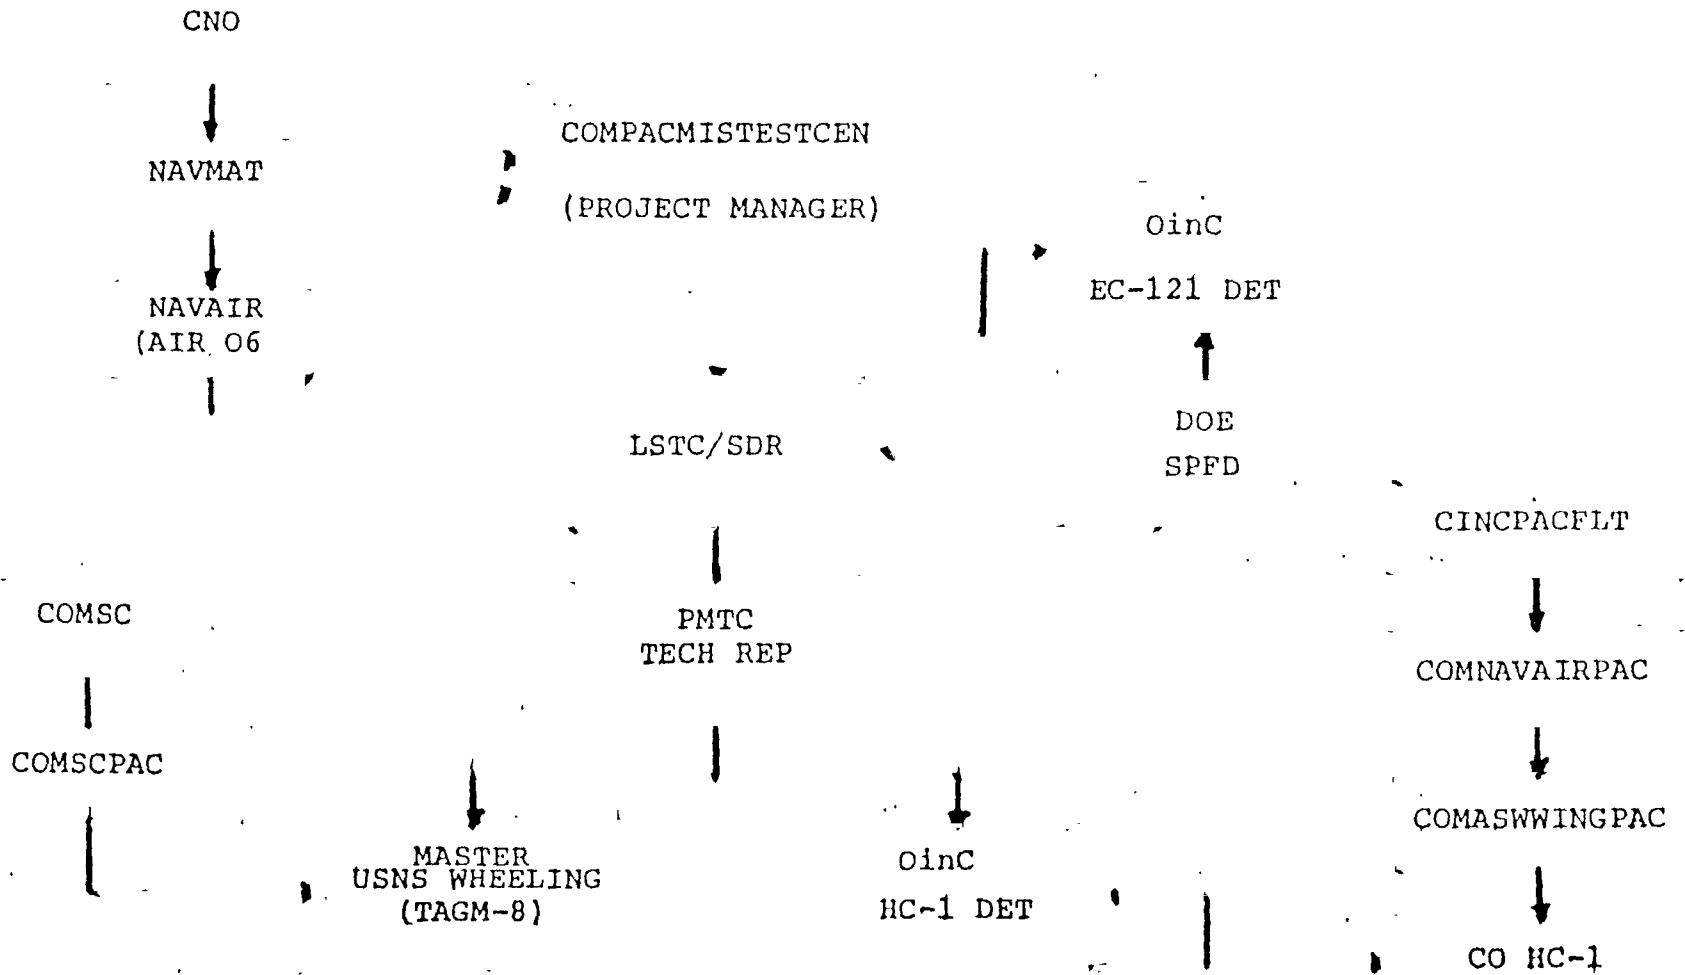 CNO
NAVMAT
NAVAIR
(AIR 06
COMPACMISTESTCEN
(PROJECT MANAGER)
OinC
EC-121 DET
DOE
SPFD
LSTC/SDR
PMTC
TECH REP
COMSC
COMSCPAC
MASTER
USNS WHEELING
(TAGM-8)
OinC
HC-1 DET
CINCPACFLT
COMNAVAIRPAC
COMASWWINGPAC
CO HC-1